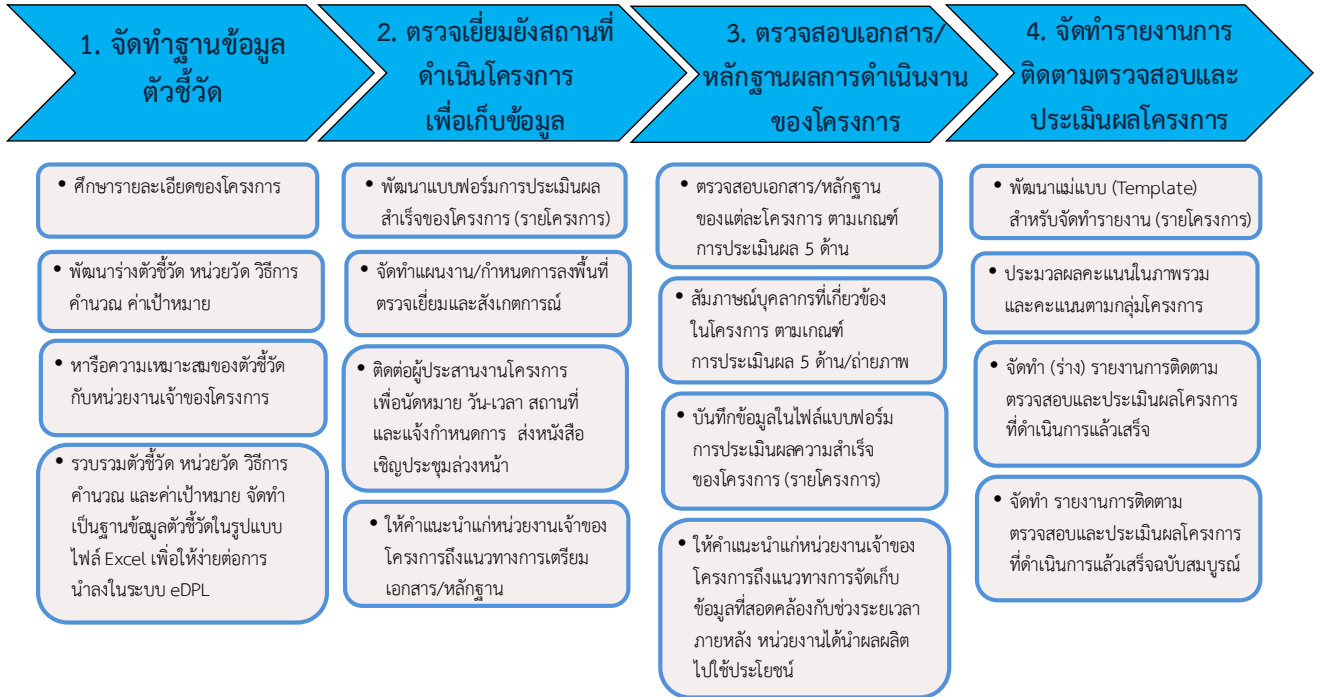 1. จัดทำฐานข้อมูล
ตัวชี้วัด
2. ตรวจเยี่ยมยังสถานที่
ดำเนินโครงการ
เพื่อเก็บข้อมูล
3. ตรวจสอบเอกสาร/
หลักฐานผลการดำเนินงาน
ของโครงการ
4. จัดทำรายงานการ
ติดตามตรวจสอบและ
ประเมินผลโครงการ
• ศึกษารายละเอียดของโครงการ
• พัฒนาร่างตัวชี้วัด หน่วยวัด วิธีการ
คำนวณ ค่าเป้าหมาย
• หารือความเหมาะสมของตัวชี้วัด
กับหน่วยงานเจ้าของโครงการ
• รวบรวมตัวชี้วัด หน่วยวัด วิธีการ
คำนวณ และค่าเป้าหมาย จัดทำ
เป็นฐานข้อมูลตัวชี้วัดในรูปแบบ
ไฟล์ Excel เพื่อให้ง่ายต่อการ
นำลงในระบบ eDPL
• พัฒนาแบบฟอร์มการประเมินผล
สำเร็จของโครงการ (รายโครงการ)
• จัดทำแผนงาน/กำหนดการลงพื้นที่
ตรวจเยี่ยมและสังเกตการณ์
• ติดต่อผู้ประสานงานโครงการ
เพื่อนัดหมาย วัน-เวลา สถานที่
และแจ้งกำหนดการ ส่งหนังสือ
เชิญประชุมล่วงหน้า
• ให้คำแนะนำแก่หน่วยงานเจ้าของ
โครงการถึงแนวทางการเตรียม
เอกสาร/หลักฐาน
• ตรวจสอบเอกสาร/หลักฐาน
ของแต่ละโครงการ ตามเกณฑ์
การประเมินผล 5 ด้าน
• สัมภาษณ์บุคลากรที่เกี่ยวข้อง
ในโครงการ ตามเกณฑ์
การประเมินผล 5 ด้าน/ถ่ายภาพ
• บันทึกข้อมูลในไฟล์แบบฟอร์ม
การประเมินผลความสำเร็จ
ของโครงการ (รายโครงการ)
• ให้คำแนะนำแก่หน่วยงานเจ้าของ
โครงการถึงแนวทางการจัดเก็บ
ข้อมูลที่สอดคล้องกับช่วงระยเวลา
ภายหลัง หน่วยงานได้นำผลผลิต
ไปใช้ประโยชน์
• พัฒนาแม่แบบ (Template)
สำหรับจัดทำรายงาน (รายโครงการ)
• ประมวลผลคะแนนในภาพรวม
และคะแนนตามกลุ่มโครงการ
• จัดทำ (ร่าง) รายงานการติดตาม
ตรวจสอบและประเมินผลโครงการ
ที่ดำเนินการแล้วเสร็จ
• จัดทำ รายงานการติดตาม
ตรวจสอบและประเมินผลโครงการ
ที่ดำเนินการแล้วเสร็จฉบับสมบูรณ์